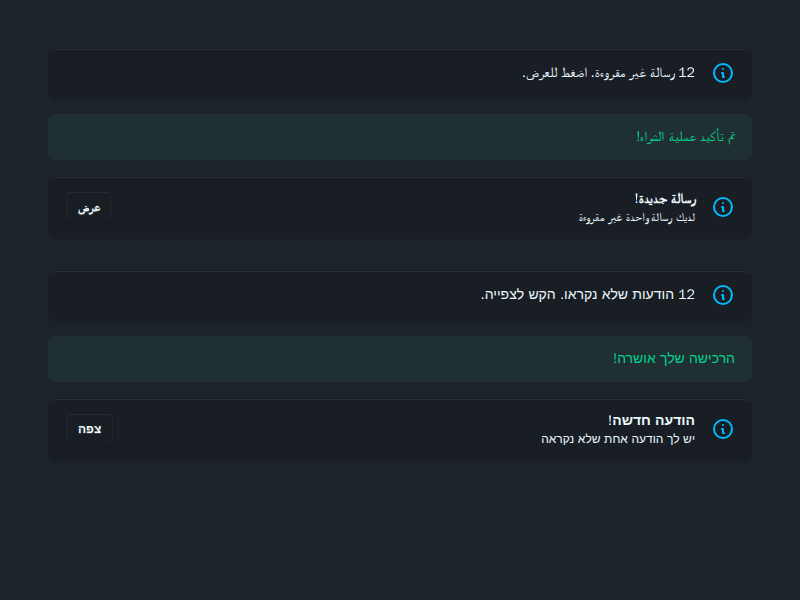 12 رسالة غير مقروءة. اضغط للعرض.
تم تأكيد عملية الشراء!
رسالة جديدة!
لديك رسالة واحدة غير مقروءة
عرض
12 הודעות שלא נקראו. הקש לצפייה.
הרכישה שלך אושרה!
הודעה חדשה!
יש לך הודעה אחת שלא נקראה
צפה